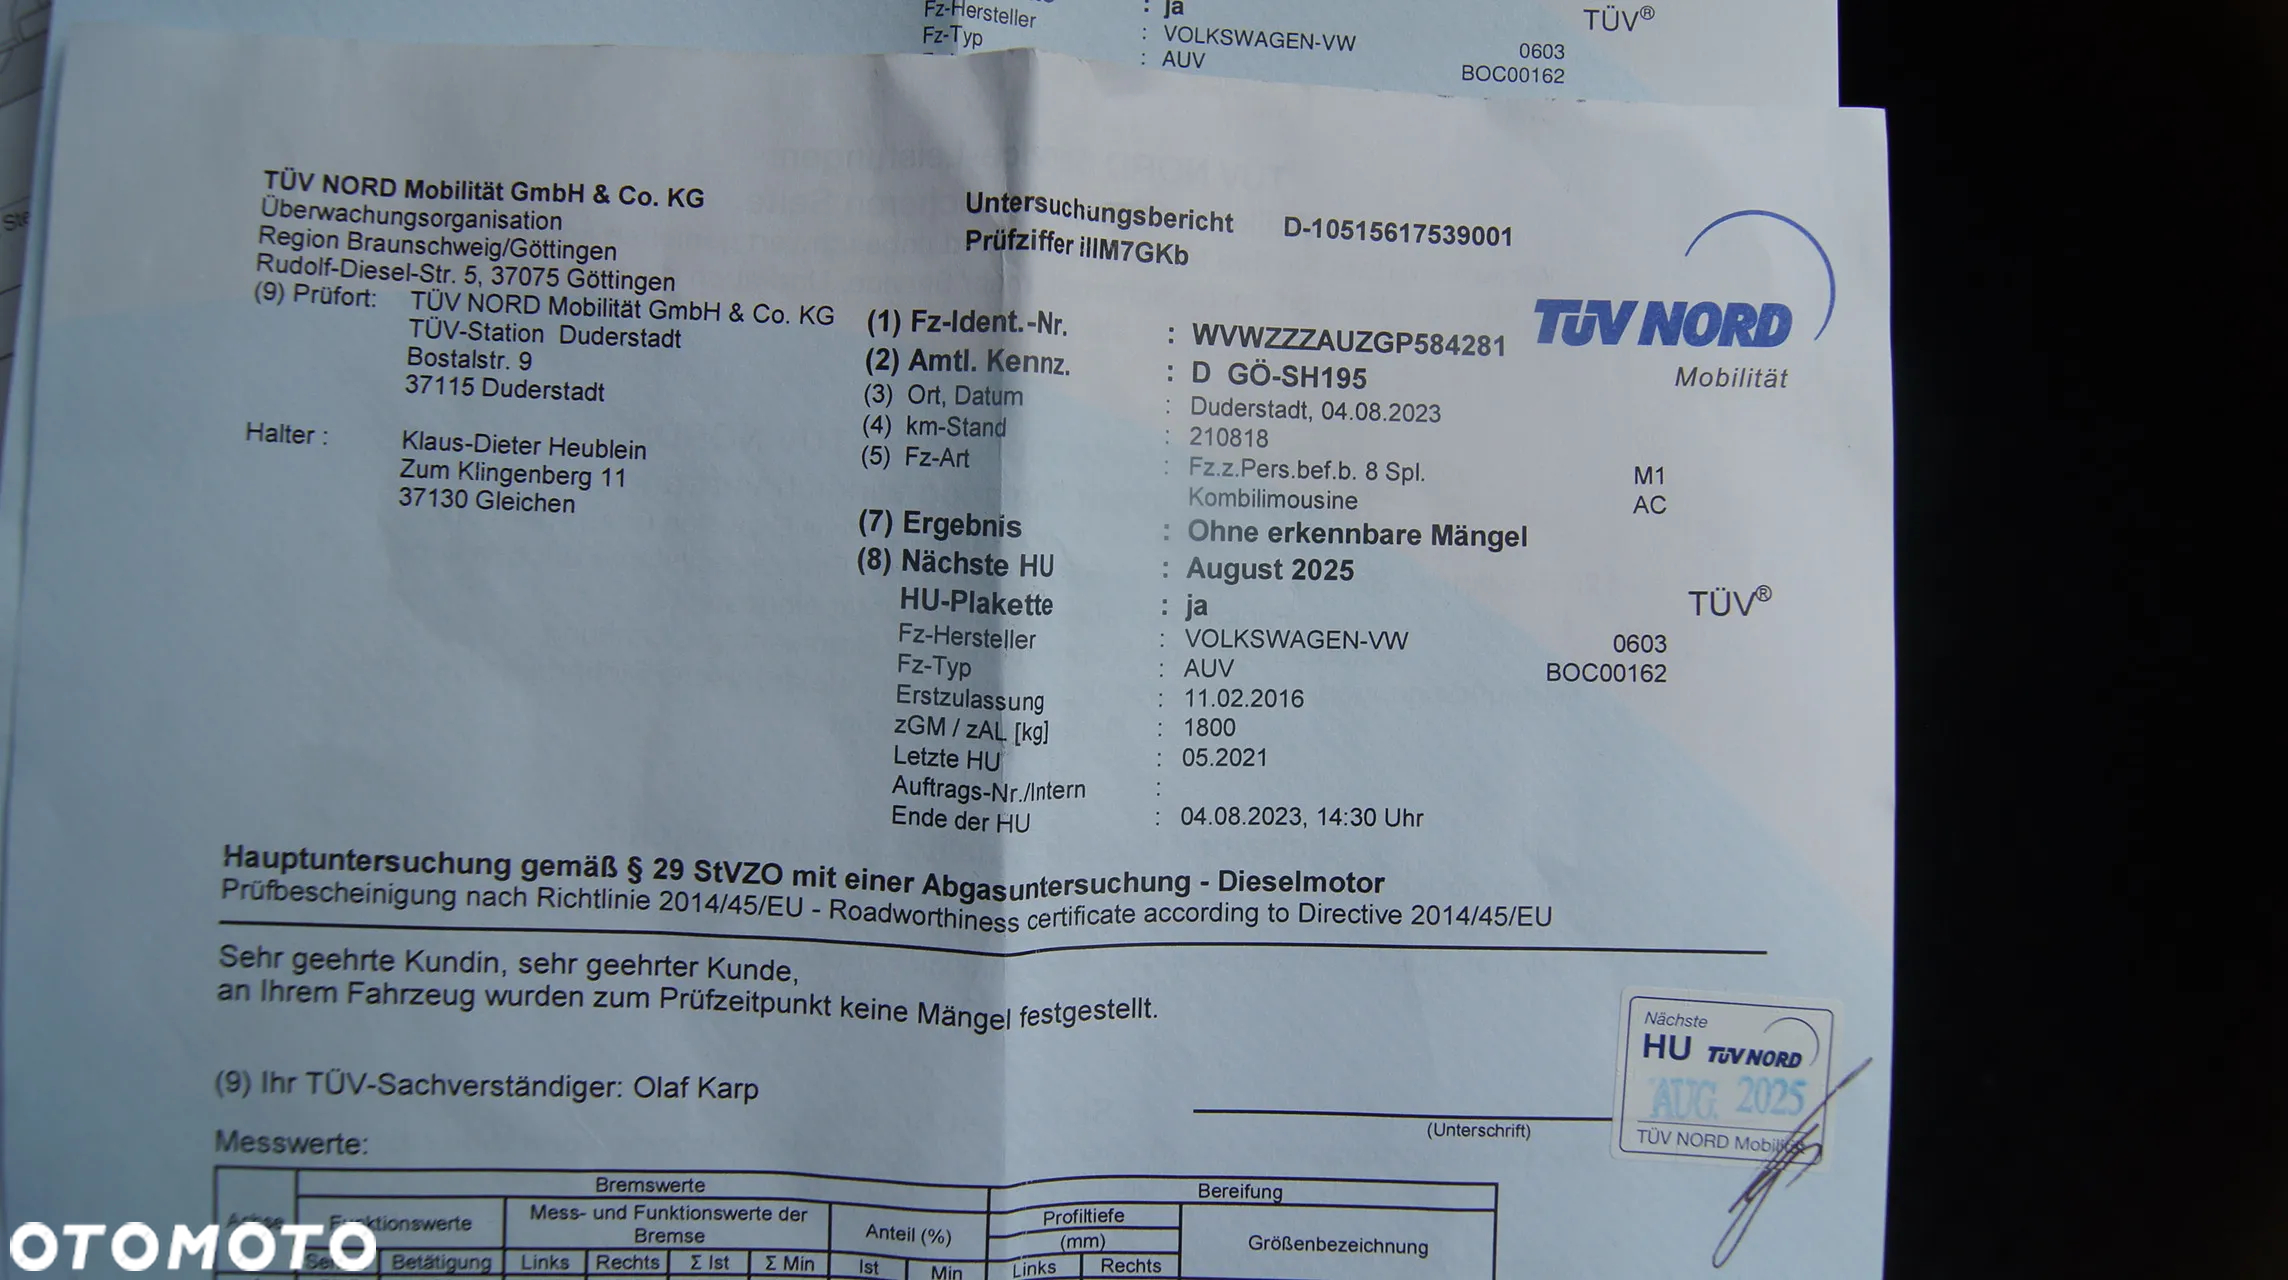 Fz-Hersteller
Fz-Typ
: ja
: VOLKSWAGEN-VW
: AUV
0603
BOC00162
TÜV®
TÜV NORD Mobilität GmbH & Co. KG
Überwachungsorganisation
Region Braunschweig/Göttingen
Rudolf-Diesel-Str. 5, 37075 Göttingen
(9) Prüfort: TÜV NORD Mobilität GmbH & Co. KG
TÜV-Station Duderstadt
Bostalstr. 9
37115 Duderstadt
Halter : Klaus-Dieter Heublein
Zum Klingenberg 11
37130 Gleichen
Untersuchungsbericht D-10515617539001
Prüfziffer illM7GKb
TÜV NORD
Mobilität
(1) Fz-Ident.-Nr. : WVWZZZAUZGP584281
(2) Amtl. Kennz. : D GÖ-SH195
(3) Ort, Datum : Duderstadt, 04.08.2023
(4) km-Stand : 210818
(5) Fz-Art : Fz.z.Pers.bef.b. 8 Spl. M1
Kombilimousine AC
(7) Ergebnis : Ohne erkennbare Mängel
(8) Nächste HU : August 2025
HU-Plakette : ja TÜV®
Fz-Hersteller : VOLKSWAGEN-VW 0603
Fz-Typ : AUV BOC00162
Erstzulassung : 11.02.2016
zGM / zAL [kg] : 1800
Letzte HU : 05.2021
Auftrags-Nr./Intern :
Ende der HU : 04.08.2023, 14:30 Uhr
Hauptuntersuchung gemäß § 29 StVZO mit einer Abgasuntersuchung - Dieselmotor
Prüfbescheinigung nach Richtlinie 2014/45/EU - Roadworthiness certificate according to Directive 2014/45/EU
Sehr geehrte Kundin, sehr geehrter Kunde,
an Ihrem Fahrzeug wurden zum Prüfzeitpunkt keine Mängel festgestellt.
(9) Ihr TÜV-Sachverständiger: Olaf Karp
(Unterschrift)
Nächste
HU TÜV NORD
AUG. 2025
TÜV NORD Mobilität
Messwerte:
Bremswerte Bereifung
Achse Funktionswerte Mess- und Funktionswerte der Bremse Anteil (%) Profiltiefe (mm) Größenbezeichnung
Betätigung Links Rechts Σ Ist Σ Min Ist Min Links Rechts
OTOMOTO